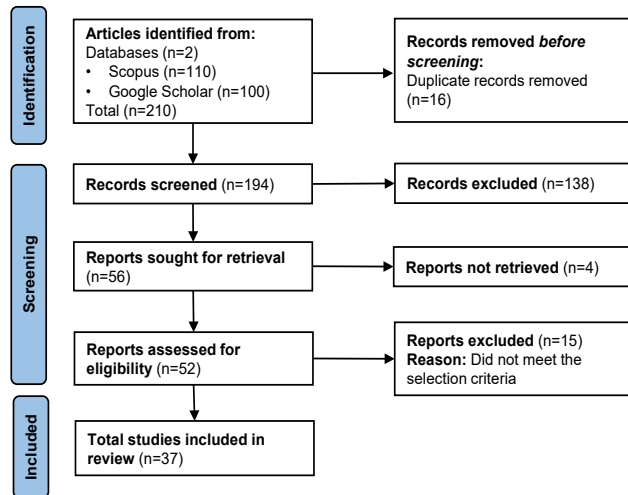 Identification
Articles identified from:
Databases (n=2)
• Scopus (n=110)
• Google Scholar (n=100)
Total (n=210)
Records removed before
screening:
Duplicate records removed
(n=16)
Screening
Records screened (n=194)
Records excluded (n=138)
Reports sought for retrieval
(n=56)
Reports not retrieved (n=4)
Reports assessed for
eligibility (n=52)
Reports excluded (n=15)
Reason: Did not meet the
selection criteria
Included
Total studies included in
review (n=37)